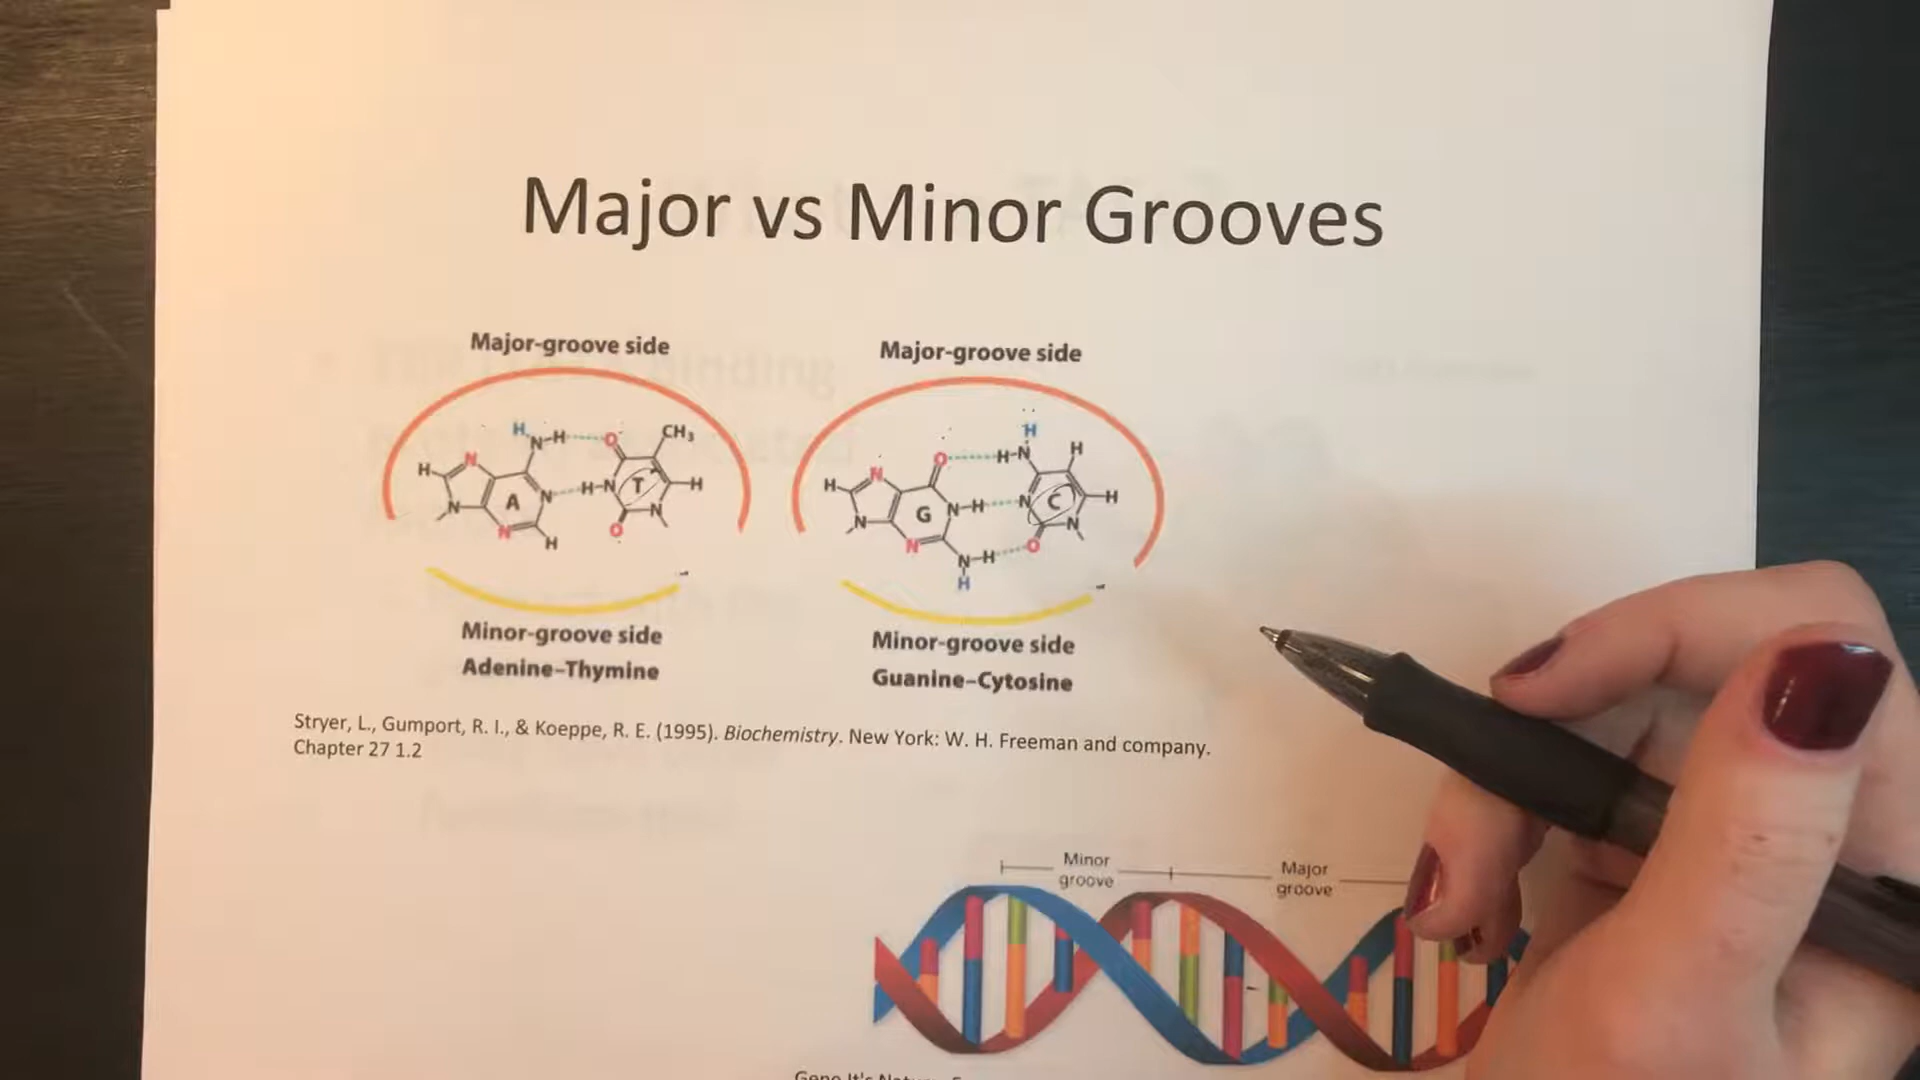 Major vs Minor Grooves
Major-groove side
Major-groove side
H
N-H
O
CH₃
H
N
A
N
H-N
T
H
N
N
H
O
N
H
O
H-N
H
H
N
G
N-H
N
C
H
N
N
N-H
O
N
H
Minor-groove side
Adenine–Thymine
Minor-groove side
Guanine–Cytosine
Stryer, L., Gumport, R. I., & Koeppe, R. E. (1995). Biochemistry. New York: W. H. Freeman and company.
Chapter 27 1.2
Minor
groove
Major
groove